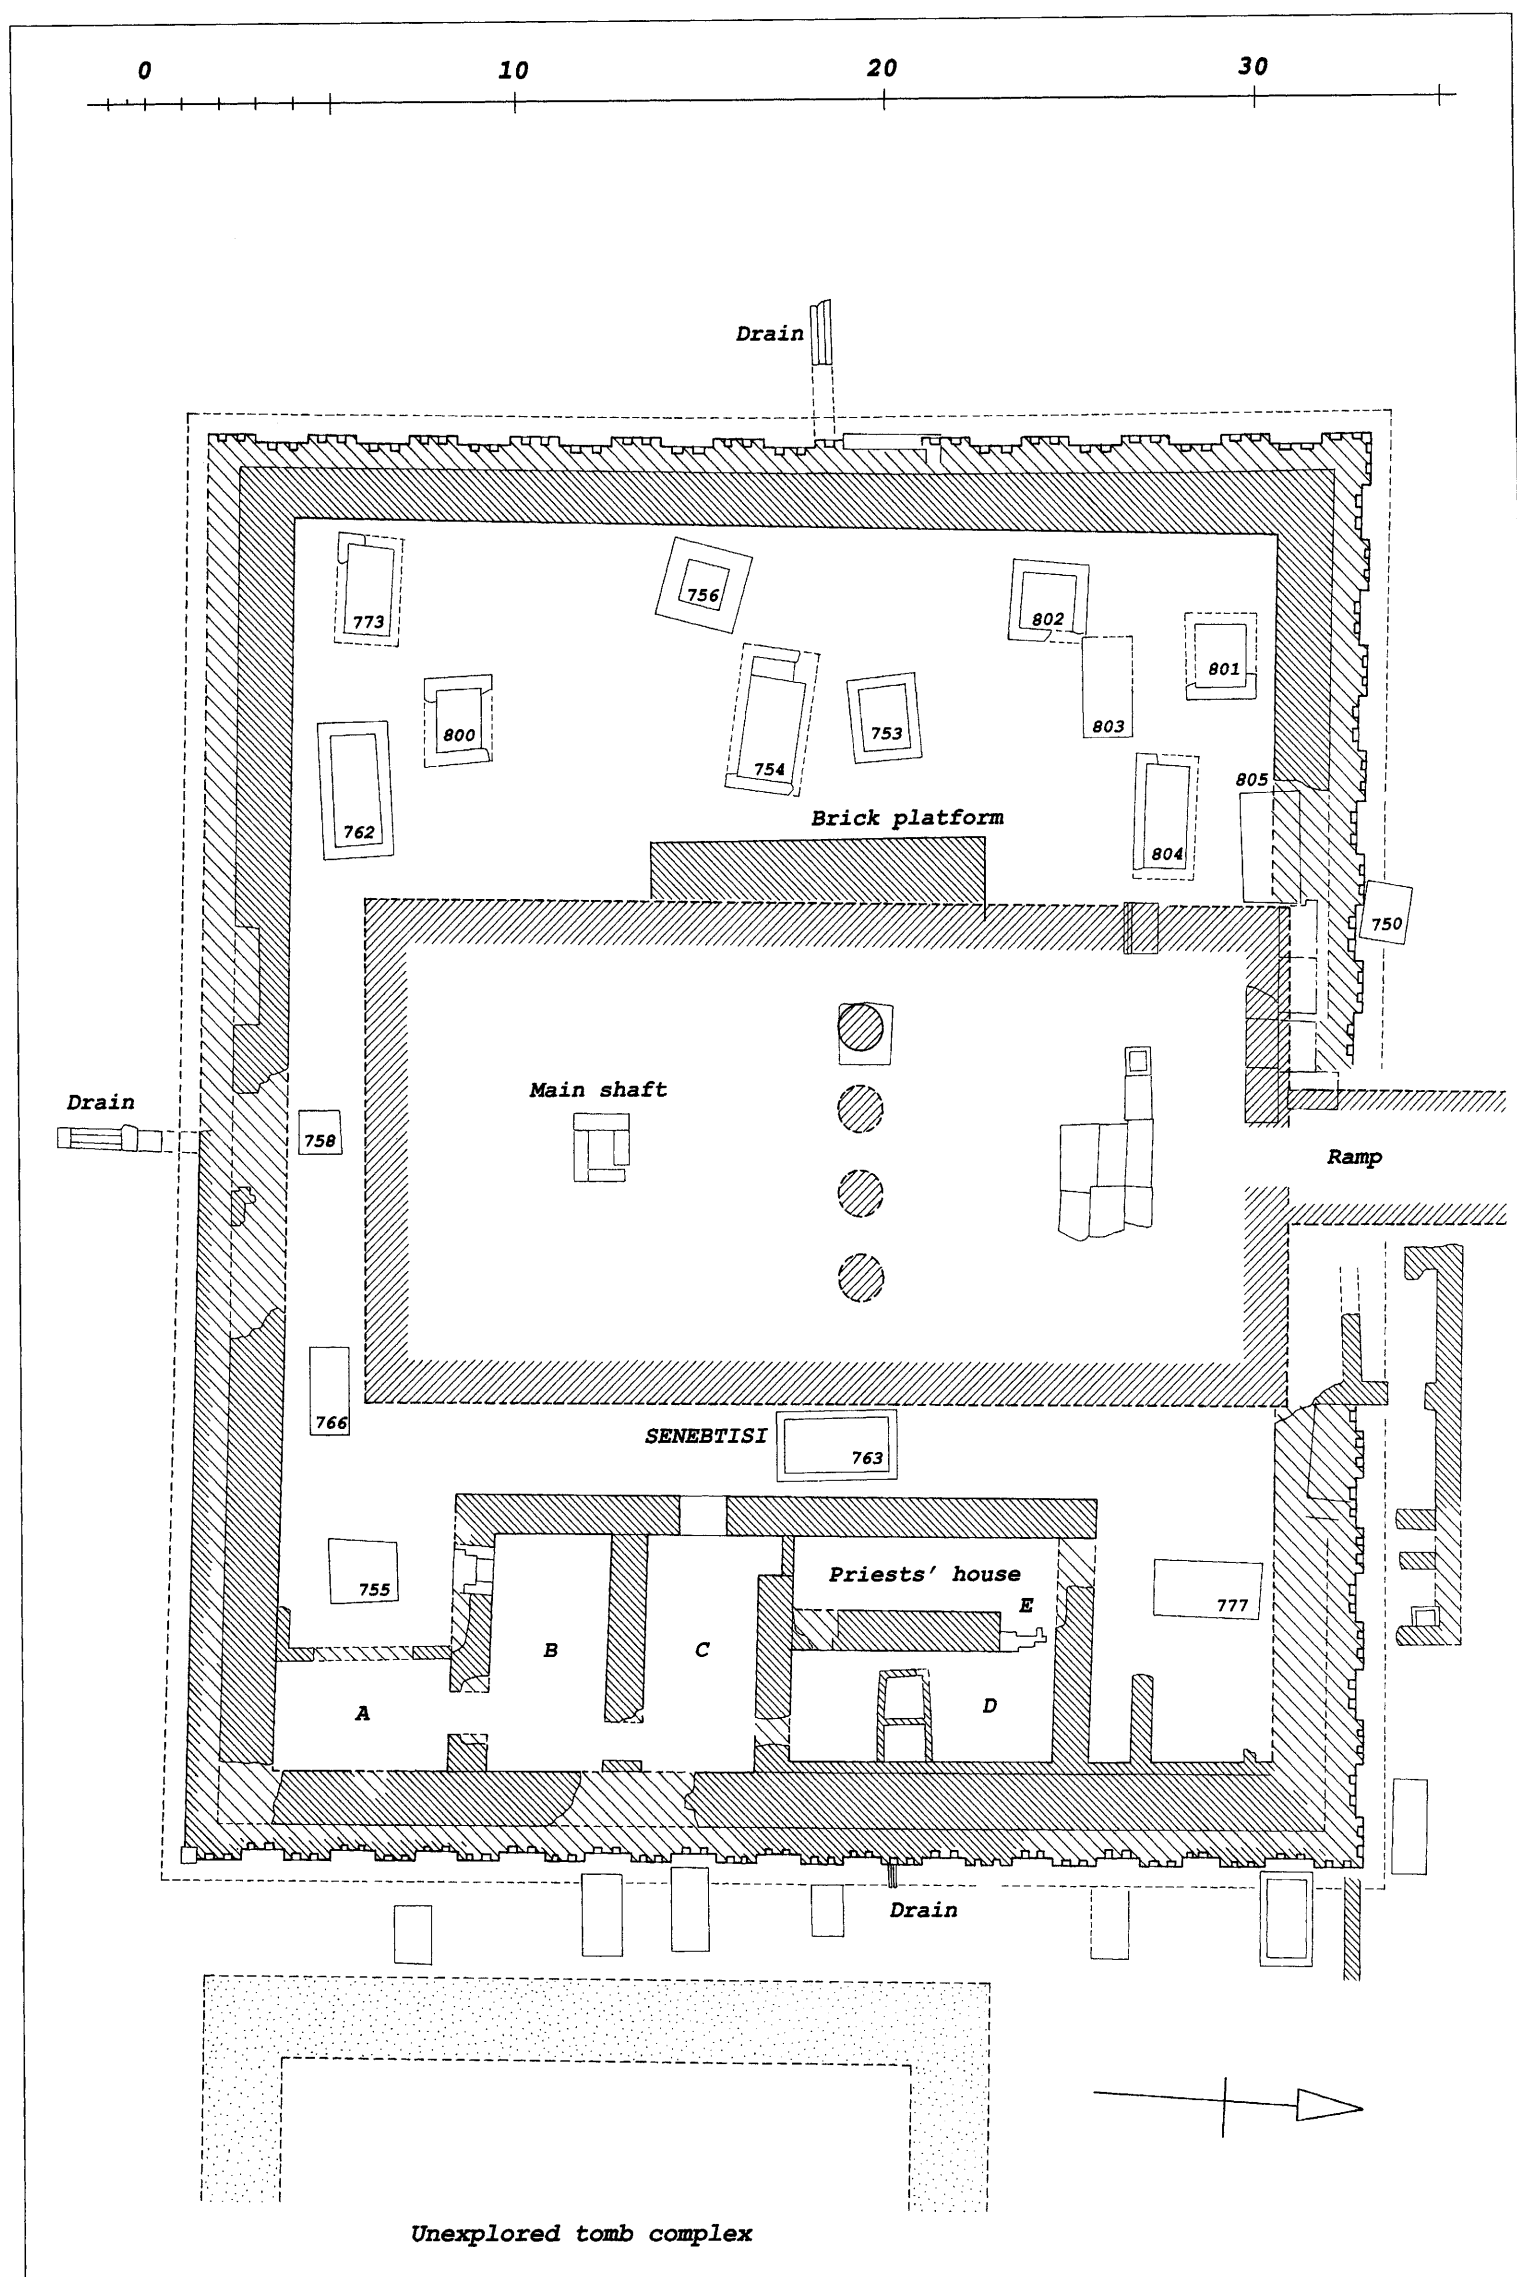 0 10 20 30
Drain
756
802
773
801
800
753
803
754
805
Brick platform
762
804
750
Main shaft
Drain
758
Ramp
766
SENEBTISI
763
Priests' house
755
777
E
B
C
D
A
Drain
Unexplored tomb complex